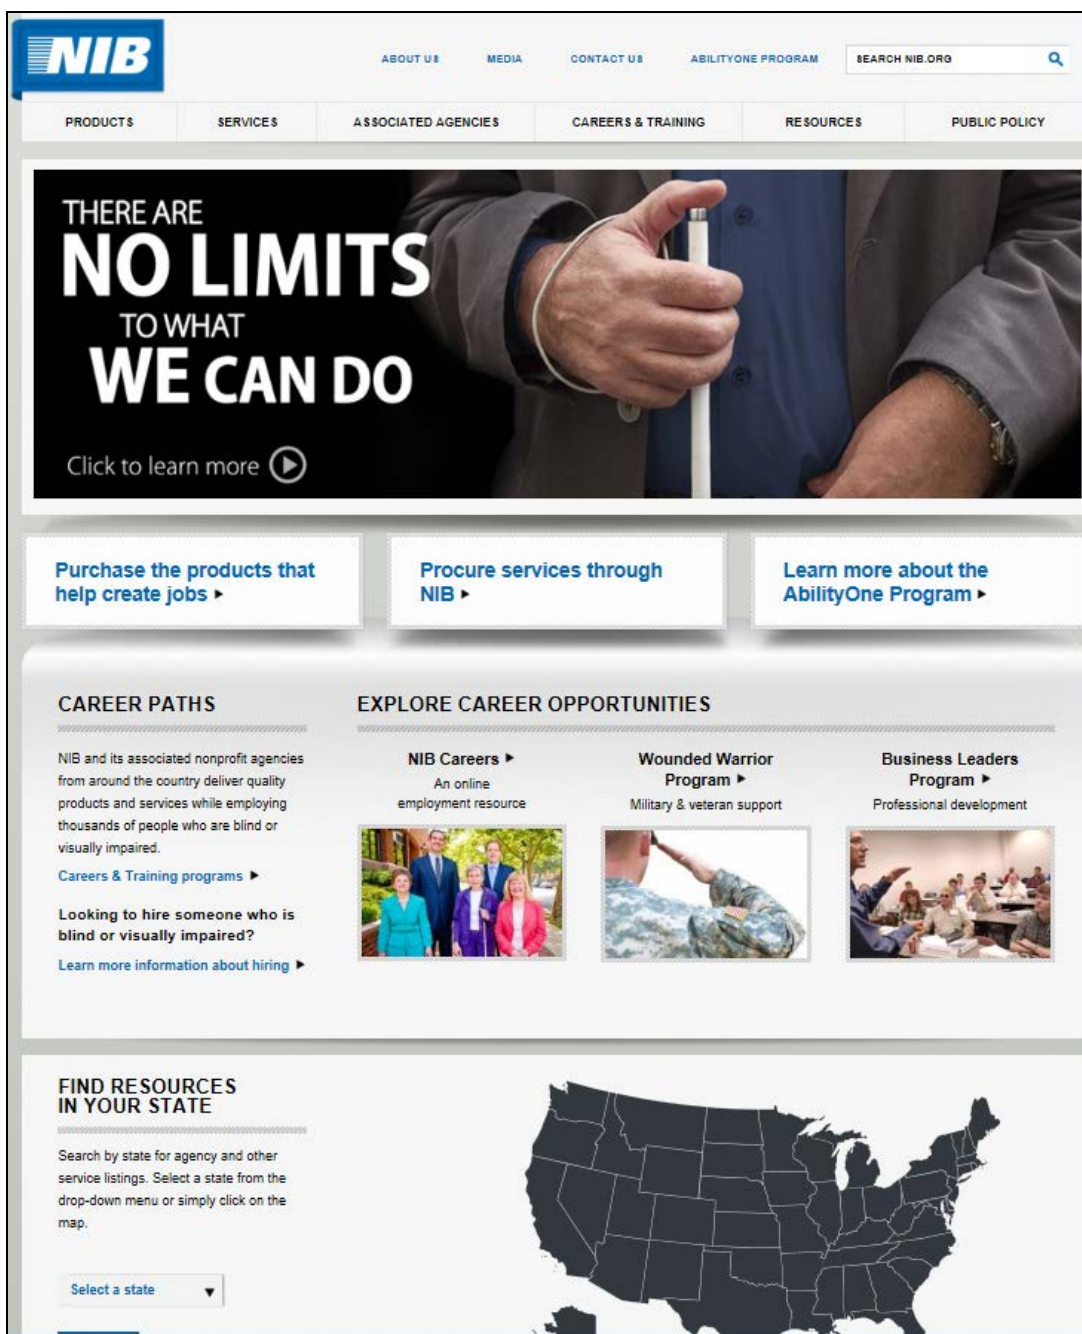 NIB
ABOUT US
MEDIA
CONTACT US
ABILITYONE PROGRAM
SEARCH NIB.ORG
PRODUCTS
SERVICES
ASSOCIATED AGENCIES
CAREERS & TRAINING
RESOURCES
PUBLIC POLICY
THERE ARE
NO LIMITS
TO WHAT
WE CAN DO
Click to learn more
Purchase the products that
help create jobs
Procure services through
NIB
Learn more about the
AbilityOne Program
CAREER PATHS
NIB and its associated nonprofit agencies
from around the country deliver quality
products and services while employing
thousands of people who are blind or
visually impaired.
Careers & Training programs
Looking to hire someone who is
blind or visually impaired?
Learn more information about hiring
EXPLORE CAREER OPPORTUNITIES
NIB Careers
An online
employment resource
Wounded Warrior
Program
Military & veteran support
Business Leaders
Program
Professional development
FIND RESOURCES
IN YOUR STATE
Search by state for agency and other
service listings. Select a state from the
drop-down menu or simply click on the
map.
Select a state